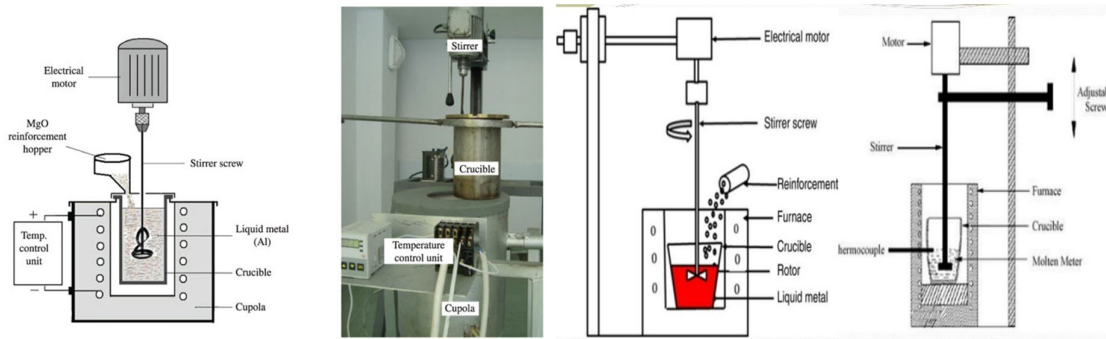 Electrical
motor
MgO
reinforcement
hopper
Stirrer screw
+
Temp.
control
unit
−
Liquid metal
(Al)
Crucible
Cupola
Stirrer
Crucible
Temperature
control unit
Cupola
Electrical motor
Stirrer screw
Reinforcement
Furnace
Crucible
Rotor
Liquid metal
Motor
Adjustal
Screw
Stirrer
Furnace
Crucible
hermocouple
Molten Meter